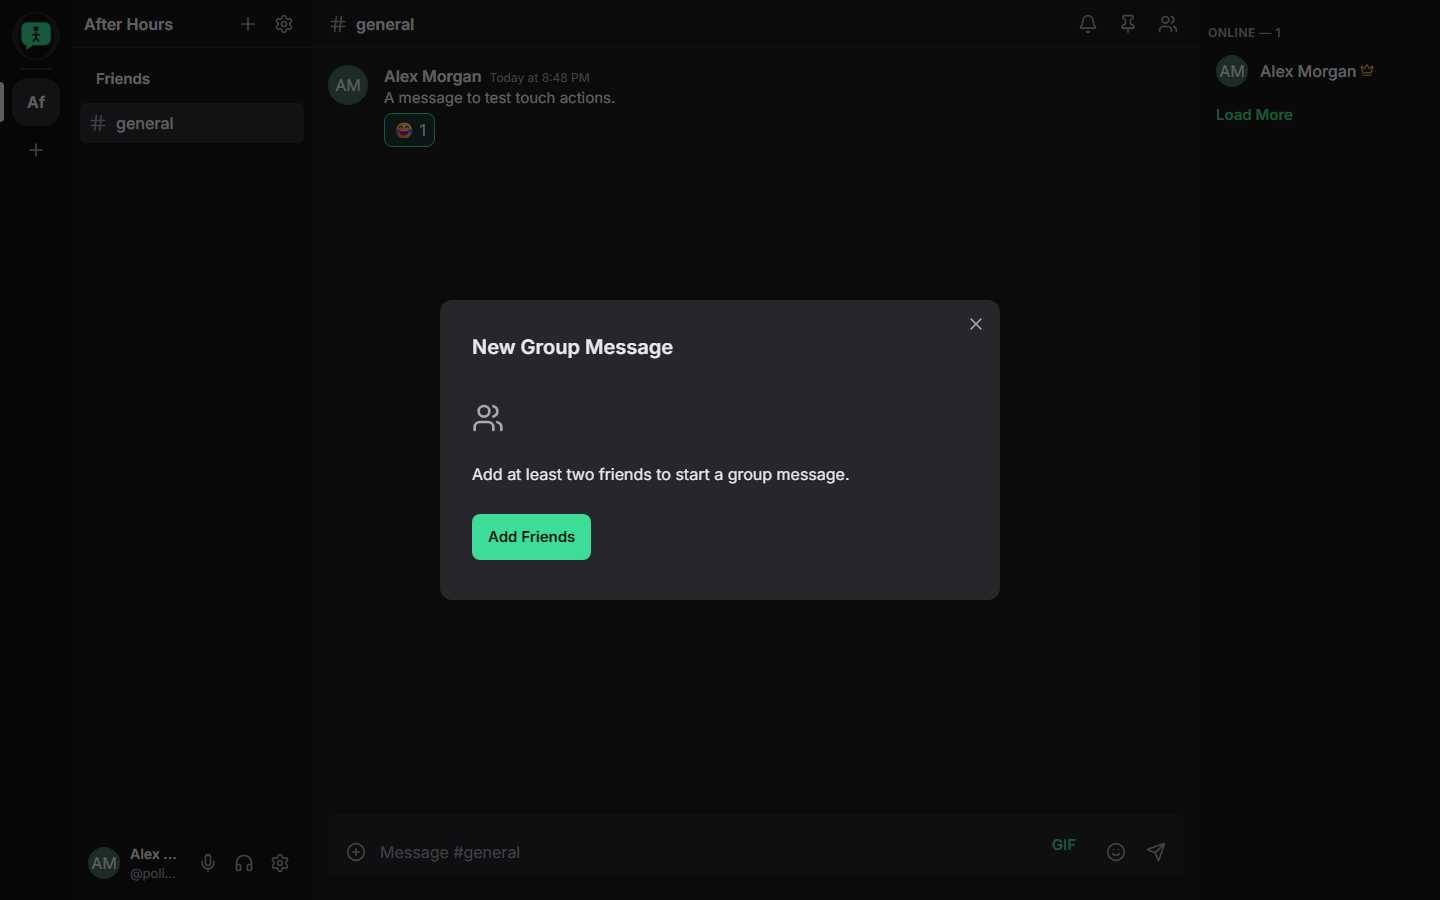 After Hours
general
ONLINE — 1
Friends
Af
general
AM
Alex Morgan Today at 8:48 PM
A message to test touch actions.
1
AM
Alex Morgan
Load More
New Group Message
Add at least two friends to start a group message.
Add Friends
Message #general
GIF
AM
Alex ...
@poli...